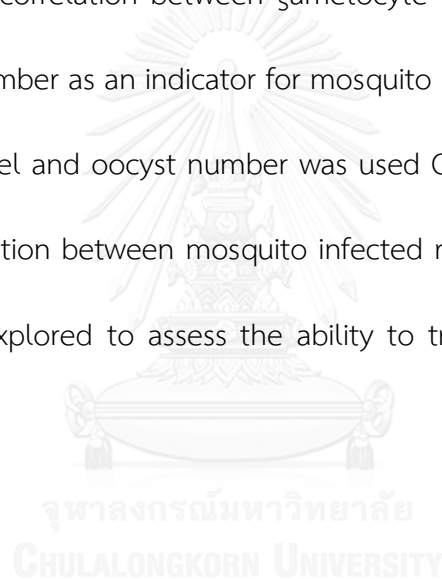 correlation between gametocyte
mber as an indicator for mosquito
el and oocyst number was used
tion between mosquito infected
xplored to assess the ability to
จุฬาลงกรณ์มหาวิทยาลัย
CHULALONGKORN UNIVERSITY